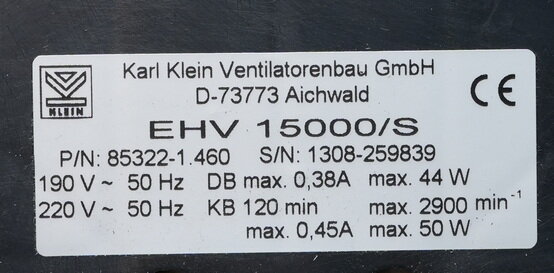 Karl Klein Ventilatorenbau GmbH
D-73773 Aichwald
KLEIN
CE
EHV 15000/S
P/N: 85322-1.460 S/N: 1308-259839
190 V ~ 50 Hz DB max. 0,38A max. 44 W
220 V ~ 50 Hz KB 120 min max. 2900 min⁻¹
max. 0,45A max. 50 W